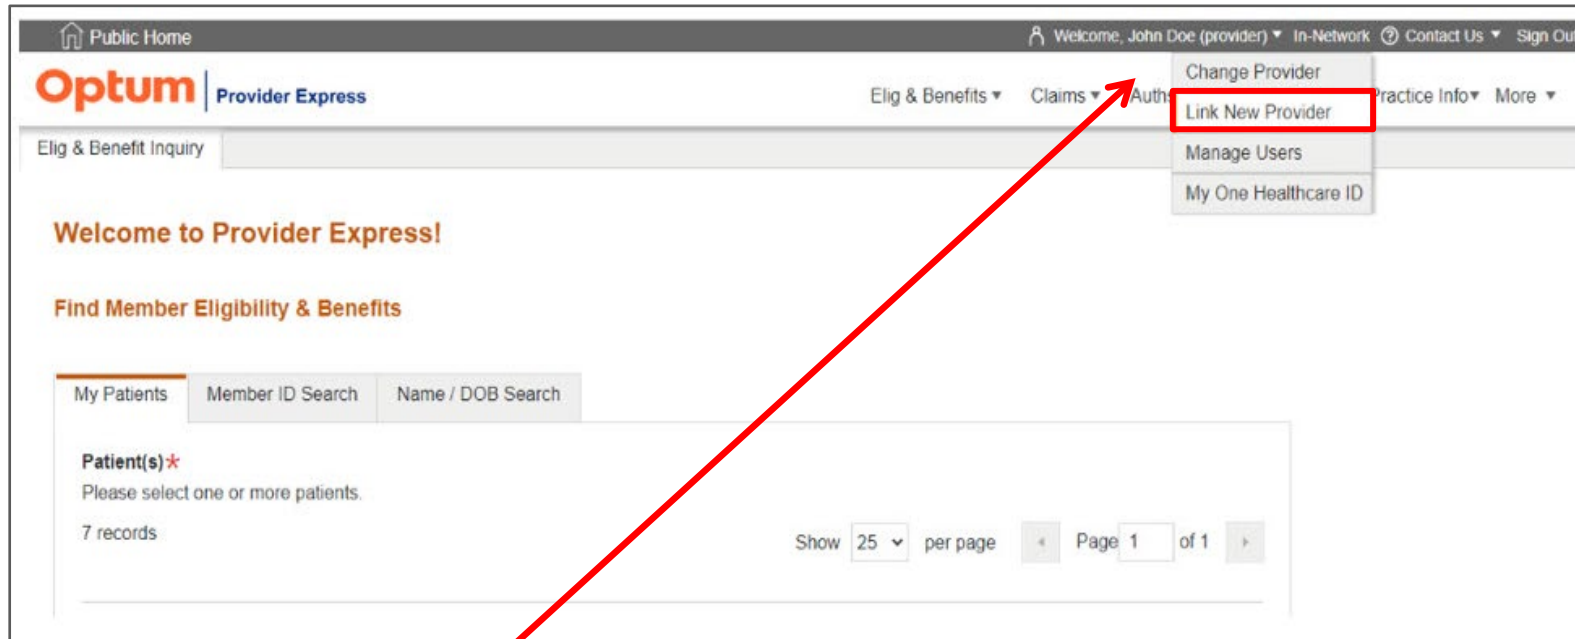 Public Home
Welcome, John Doe (provider) In-Network Contact Us Sign Out
Optum Provider Express
Elig & Benefits Claims Auths Practice Info More
Change Provider
Link New Provider
Manage Users
My One Healthcare ID
Elig & Benefit Inquiry
Welcome to Provider Express!
Find Member Eligibility & Benefits
My Patients Member ID Search Name / DOB Search
Patient(s)*
Please select one or more patients.
7 records
Show 25 per page Page 1 of 1